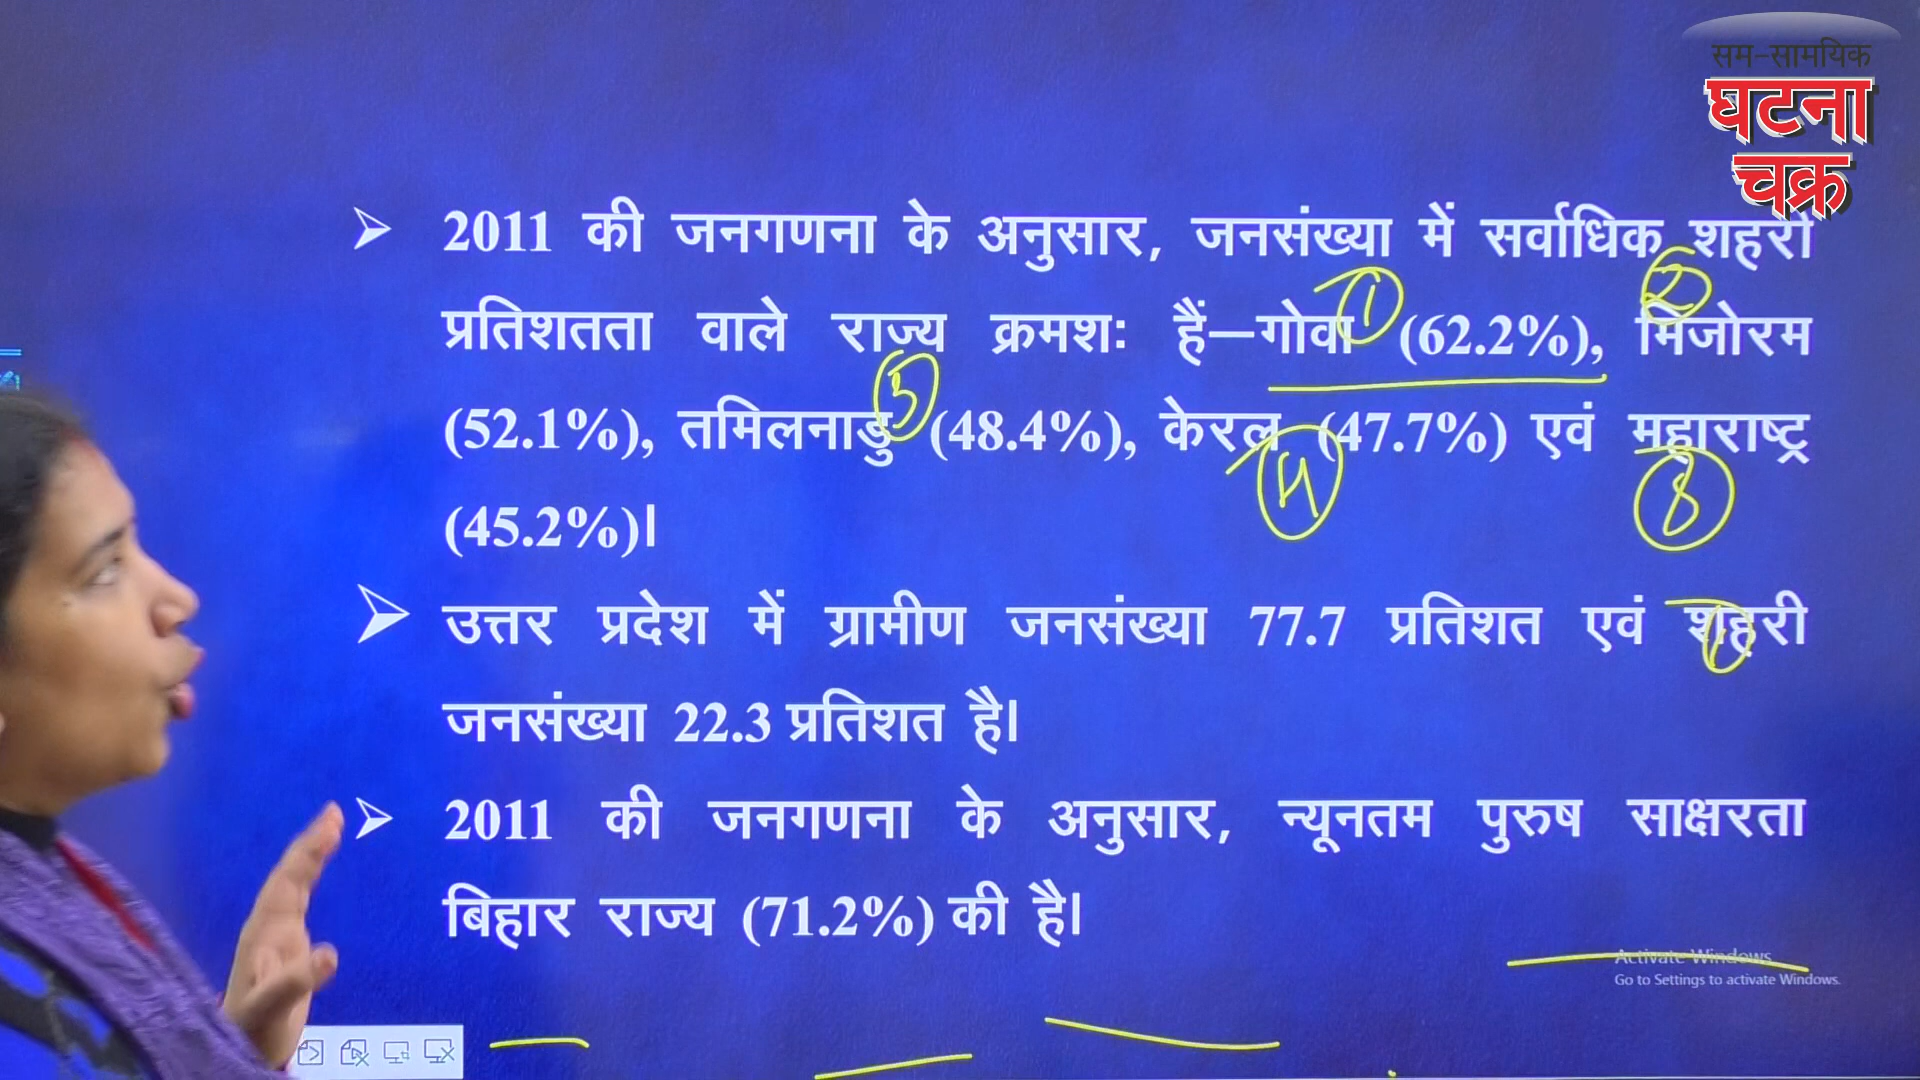 सम-सामयिक
घटना
चक्र
2011 की जनगणना के अनुसार, जनसंख्या में सर्वाधिक शहरी
प्रतिशतता वाले राज्य क्रमशः हैं—गोवा (62.2%), मिजोरम
(52.1%), तमिलनाडु (48.4%), केरल (47.7%) एवं महाराष्ट्र
(45.2%)।
उत्तर प्रदेश में ग्रामीण जनसंख्या 77.7 प्रतिशत एवं शहरी
जनसंख्या 22.3 प्रतिशत है।
2011 की जनगणना के अनुसार, न्यूनतम पुरुष साक्षरता
बिहार राज्य (71.2%) की है।
Activate Windows
Go to Settings to activate Windows.